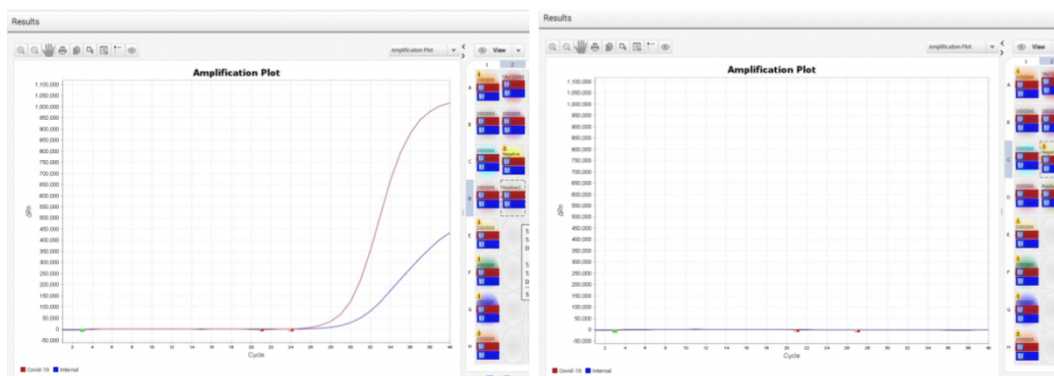 Results
Amplification Plot
Amplification Plot
1,100,000
1,050,000
1,000,000
950,000
900,000
850,000
800,000
750,000
700,000
650,000
600,000
550,000
500,000
450,000
400,000
350,000
300,000
250,000
200,000
150,000
100,000
50,000
0
-50,000
ΔRn
2 4 6 8 10 12 14 16 18 20 22 24 26 28 30 32 34 36 38 40
Cycle
Covid-19 Internal
View
1 2
A
B
C
Negative
D
Positive C
E
F
G
H
Results
Amplification Plot
Amplification Plot
1,100,000
1,050,000
1,000,000
950,000
900,000
850,000
800,000
750,000
700,000
650,000
600,000
550,000
500,000
450,000
400,000
350,000
300,000
250,000
200,000
150,000
100,000
50,000
0
-50,000
ΔRn
2 4 6 8 10 12 14 16 18 20 22 24 26 28 30 32 34 36 38 40
Cycle
Covid-19 Internal
View
1 2
A
B
C
D
E
F
G
H